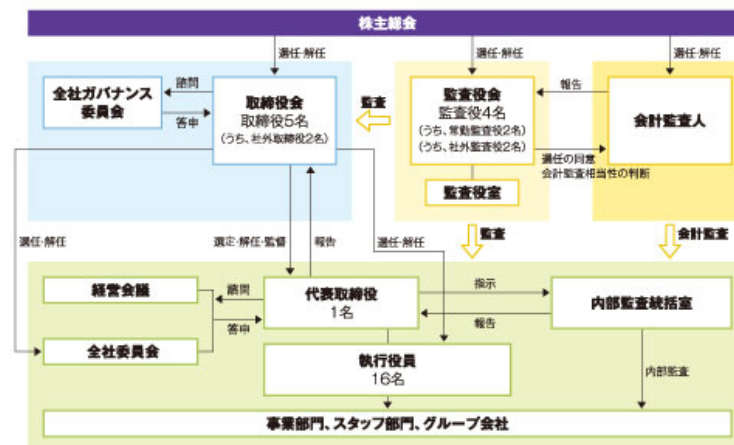 株主総会
選任・解任
選任・解任
選任・解任
全社ガバナンス
委員会
諮問
答申
取締役会
取締役5名
(うち、社外取締役2名)
監査
監査役会
監査役4名
(うち、常勤監査役2名)
(うち、社外監査役2名)
監査役室
報告
選任の同意
会計監査相当性の判断
会計監査人
選任・解任
選定・解任・監督
報告
選任・解任
監査
会計監査
経営会議
全社委員会
諮問
答申
代表取締役
1名
指示
報告
内部監査統括室
執行役員
16名
内部監査
事業部門、スタッフ部門、グループ会社